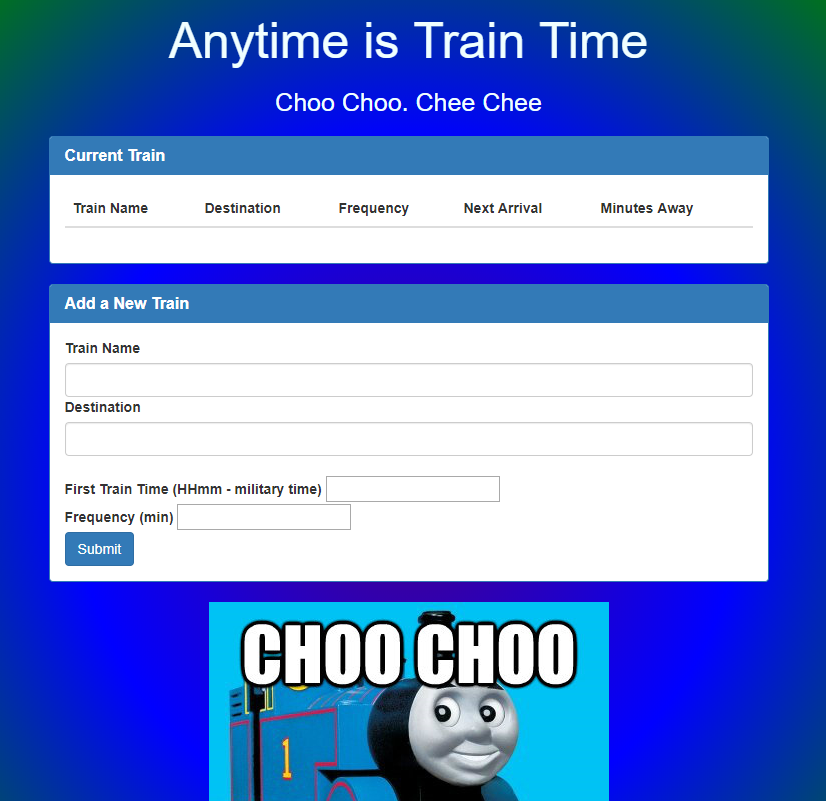 Anytime is Train Time
Choo Choo. Chee Chee
Current Train
Train Name Destination Frequency Next Arrival Minutes Away
Add a New Train
Train Name
Destination
First Train Time (HHmm - military time)
Frequency (min)
Submit
CHOO CHOO
1